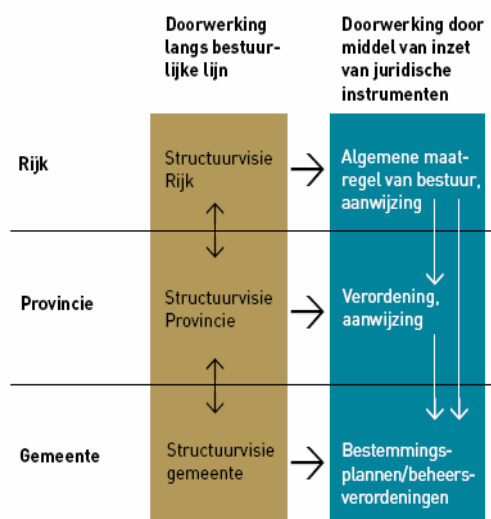 Doorwerking
langs bestuur-
lijke lijn
Doorwerking door
middel van inzet
van juridische
instrumenten
Rijk
Structuurvisie
Rijk
Algemene maat-
regel van bestuur,
aanwijzing
Provincie
Structuurvisie
Provincie
Verordening,
aanwijzing
Gemeente
Structuurvisie
gemeente
Bestemmings-
plannen/beheers-
verordeningen